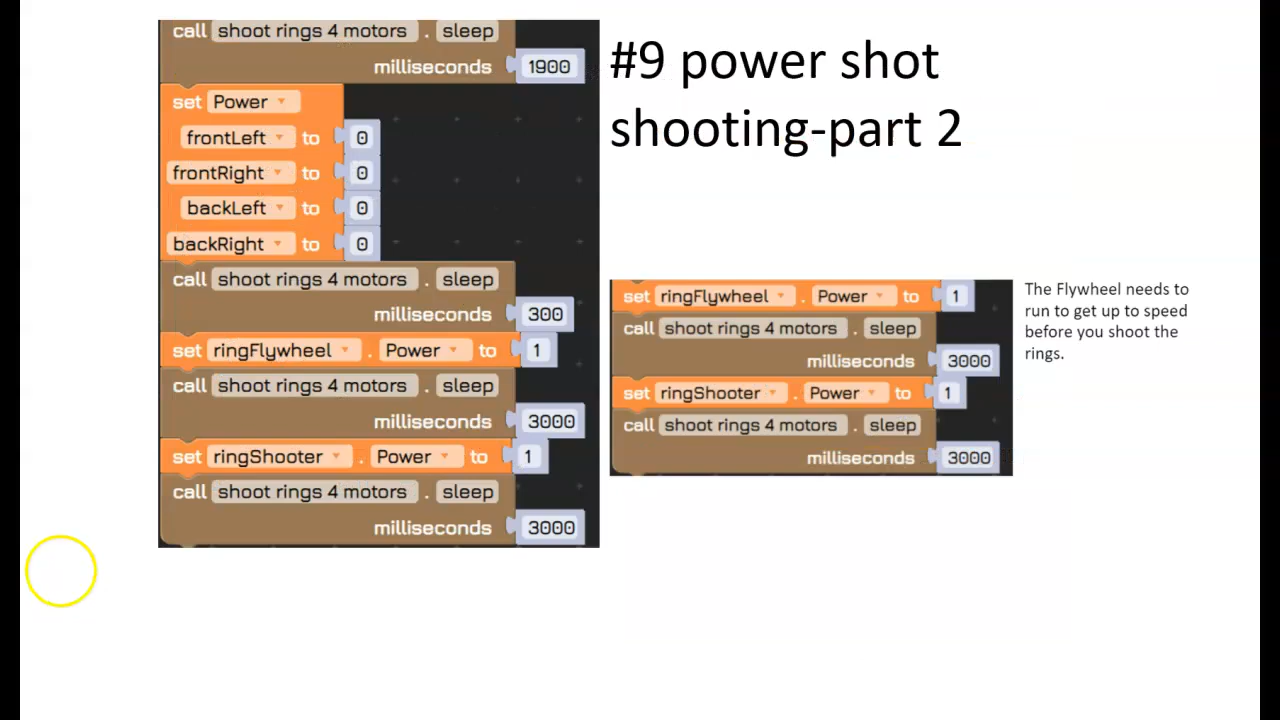 call shoot rings 4 motors . sleep
milliseconds 1900
set Power
frontLeft to 0
frontRight to 0
backLeft to 0
backRight to 0
call shoot rings 4 motors . sleep
milliseconds 300
set ringFlywheel . Power to 1
call shoot rings 4 motors . sleep
milliseconds 3000
set ringShooter . Power to 1
call shoot rings 4 motors . sleep
milliseconds 3000
#9 power shot
shooting-part 2
set ringFlywheel . Power to 1
call shoot rings 4 motors . sleep
milliseconds 3000
set ringShooter . Power to 1
call shoot rings 4 motors . sleep
milliseconds 3000
The Flywheel needs to
run to get up to speed
before you shoot the
rings.